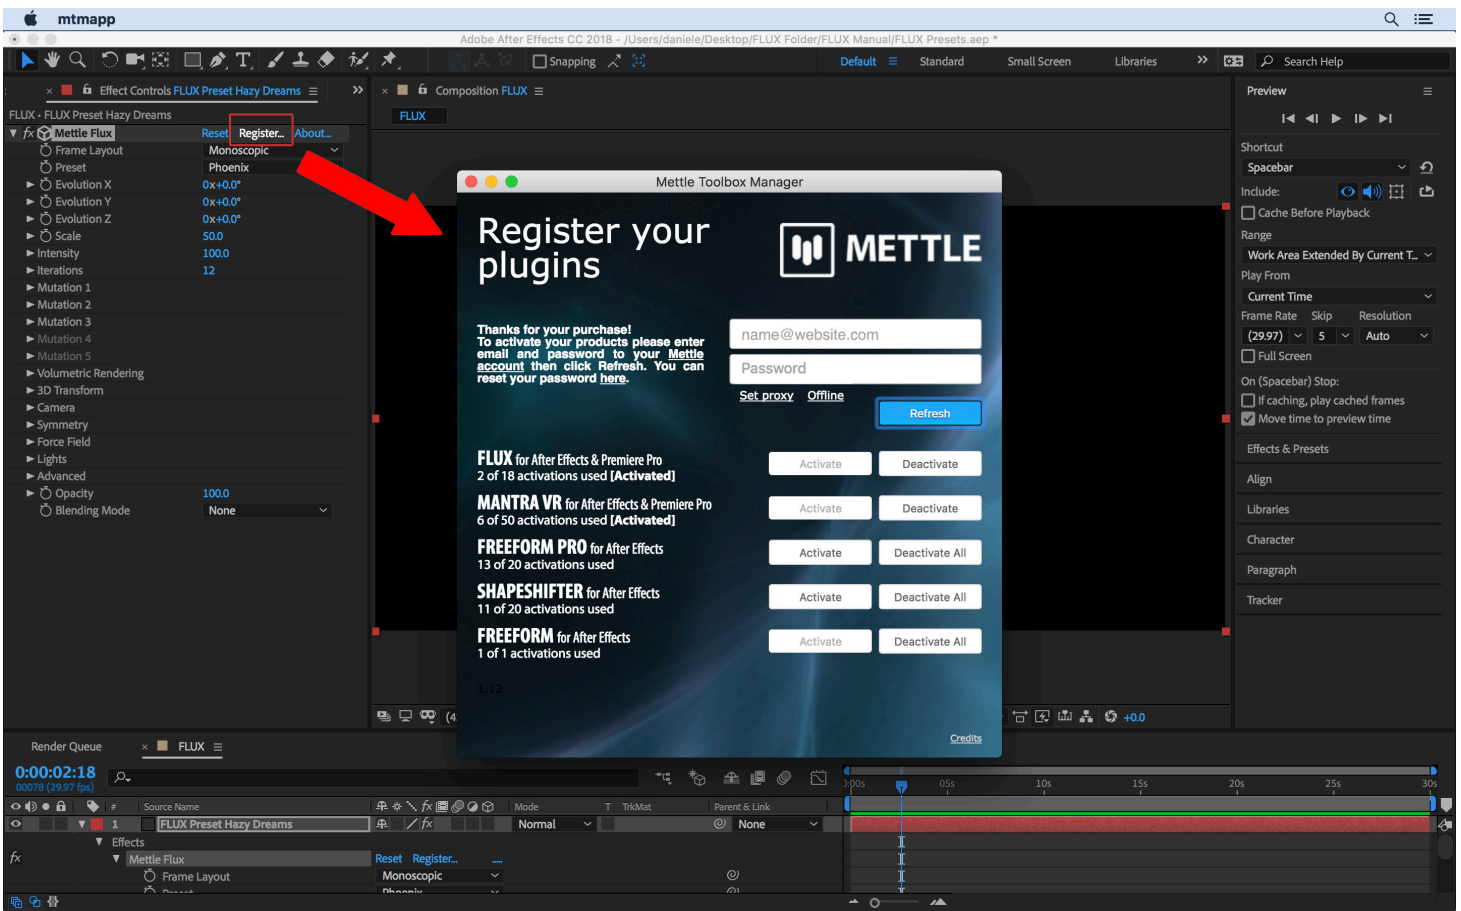 mtmapp
Adobe After Effects CC 2018 - /Users/daniele/Desktop/FLUX Folder/FLUX Manual/FLUX Presets.aep *
Snapping
Default
Standard
Small Screen
Libraries
Search Help
Effect Controls FLUX Preset Hazy Dreams
FLUX • FLUX Preset Hazy Dreams
fx Mettle Flux Reset Register... About...
Frame Layout Monoscopic
Preset Phoenix
Evolution X 0x+0.0°
Evolution Y 0x+0.0°
Evolution Z 0x+0.0°
Scale 50.0
Intensity 100.0
Iterations 12
Mutation 1
Mutation 2
Mutation 3
Mutation 4
Mutation 5
Volumetric Rendering
3D Transform
Camera
Symmetry
Force Field
Lights
Advanced
Opacity 100.0
Blending Mode None
Composition FLUX
FLUX
Mettle Toolbox Manager
Register your
plugins
METTLE
Thanks for your purchase!
To activate your products please enter
email and password to your Mettle
account then click Refresh. You can
reset your password here.
name@website.com
Password
Set proxy Offline
Refresh
FLUX for After Effects & Premiere Pro
2 of 18 activations used [Activated]
Activate Deactivate
MANTRA VR for After Effects & Premiere Pro
6 of 50 activations used [Activated]
Activate Deactivate
FREEFORM PRO for After Effects
13 of 20 activations used
Activate Deactivate All
SHAPESHIFTER for After Effects
11 of 20 activations used
Activate Deactivate All
FREEFORM for After Effects
1 of 1 activations used
Activate Deactivate All
1.12
Credits
(4
+0.0
Preview
Shortcut
Spacebar
Include:
Cache Before Playback
Range
Work Area Extended By Current T...
Play From
Current Time
Frame Rate Skip Resolution
(29.97) 5 Auto
Full Screen
On (Spacebar) Stop:
If caching, play cached frames
Move time to preview time
Effects & Presets
Align
Libraries
Character
Paragraph
Tracker
Render Queue
FLUX
0:00:02:18
00078 (29.97 fps)
# Source Name fx Mode T TrkMat Parent & Link
1 FLUX Preset Hazy Dreams fx Normal None
Effects
fx Mettle Flux Reset Register... ...
Frame Layout Monoscopic
Preset Phoenix
):00s 05s 10s 15s 20s 25s 30s